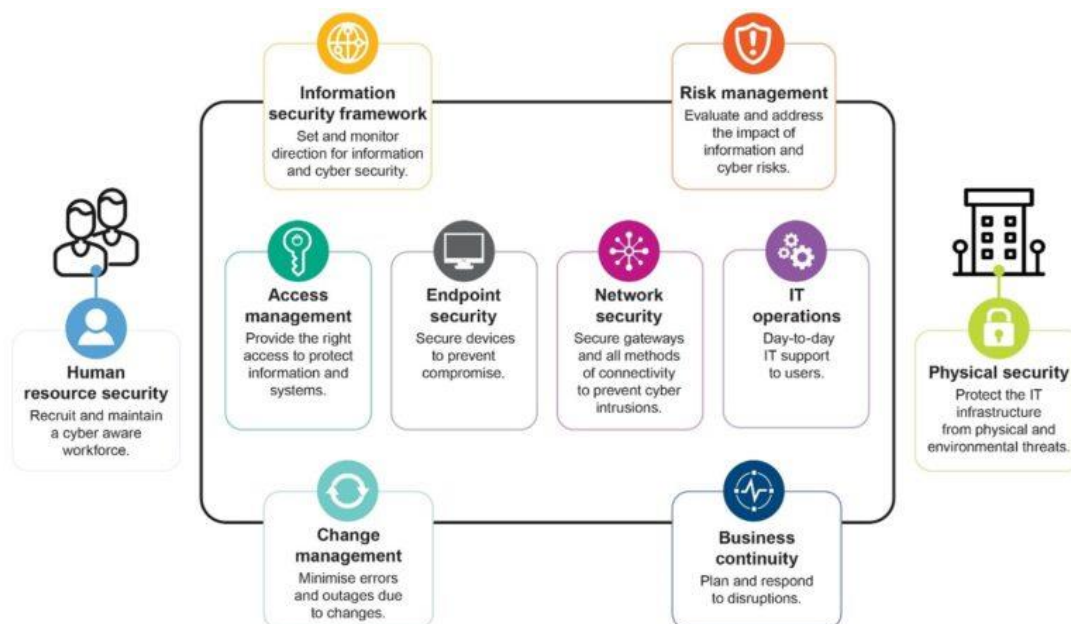 Information
security framework
Set and monitor
direction for information
and cyber security.
Risk management
Evaluate and address
the impact of
information and
cyber risks.
Human
resource security
Recruit and maintain
a cyber aware
workforce.
Access
management
Provide the right
access to protect
information and
systems.
Endpoint
security
Secure devices
to prevent
compromise.
Network
security
Secure gateways
and all methods
of connectivity
to prevent cyber
intrusions.
IT
operations
Day-to-day
IT support
to users.
Physical security
Protect the IT
infrastructure
from physical and
environmental threats.
Change
management
Minimise errors
and outages due
to changes.
Business
continuity
Plan and respond
to disruptions.